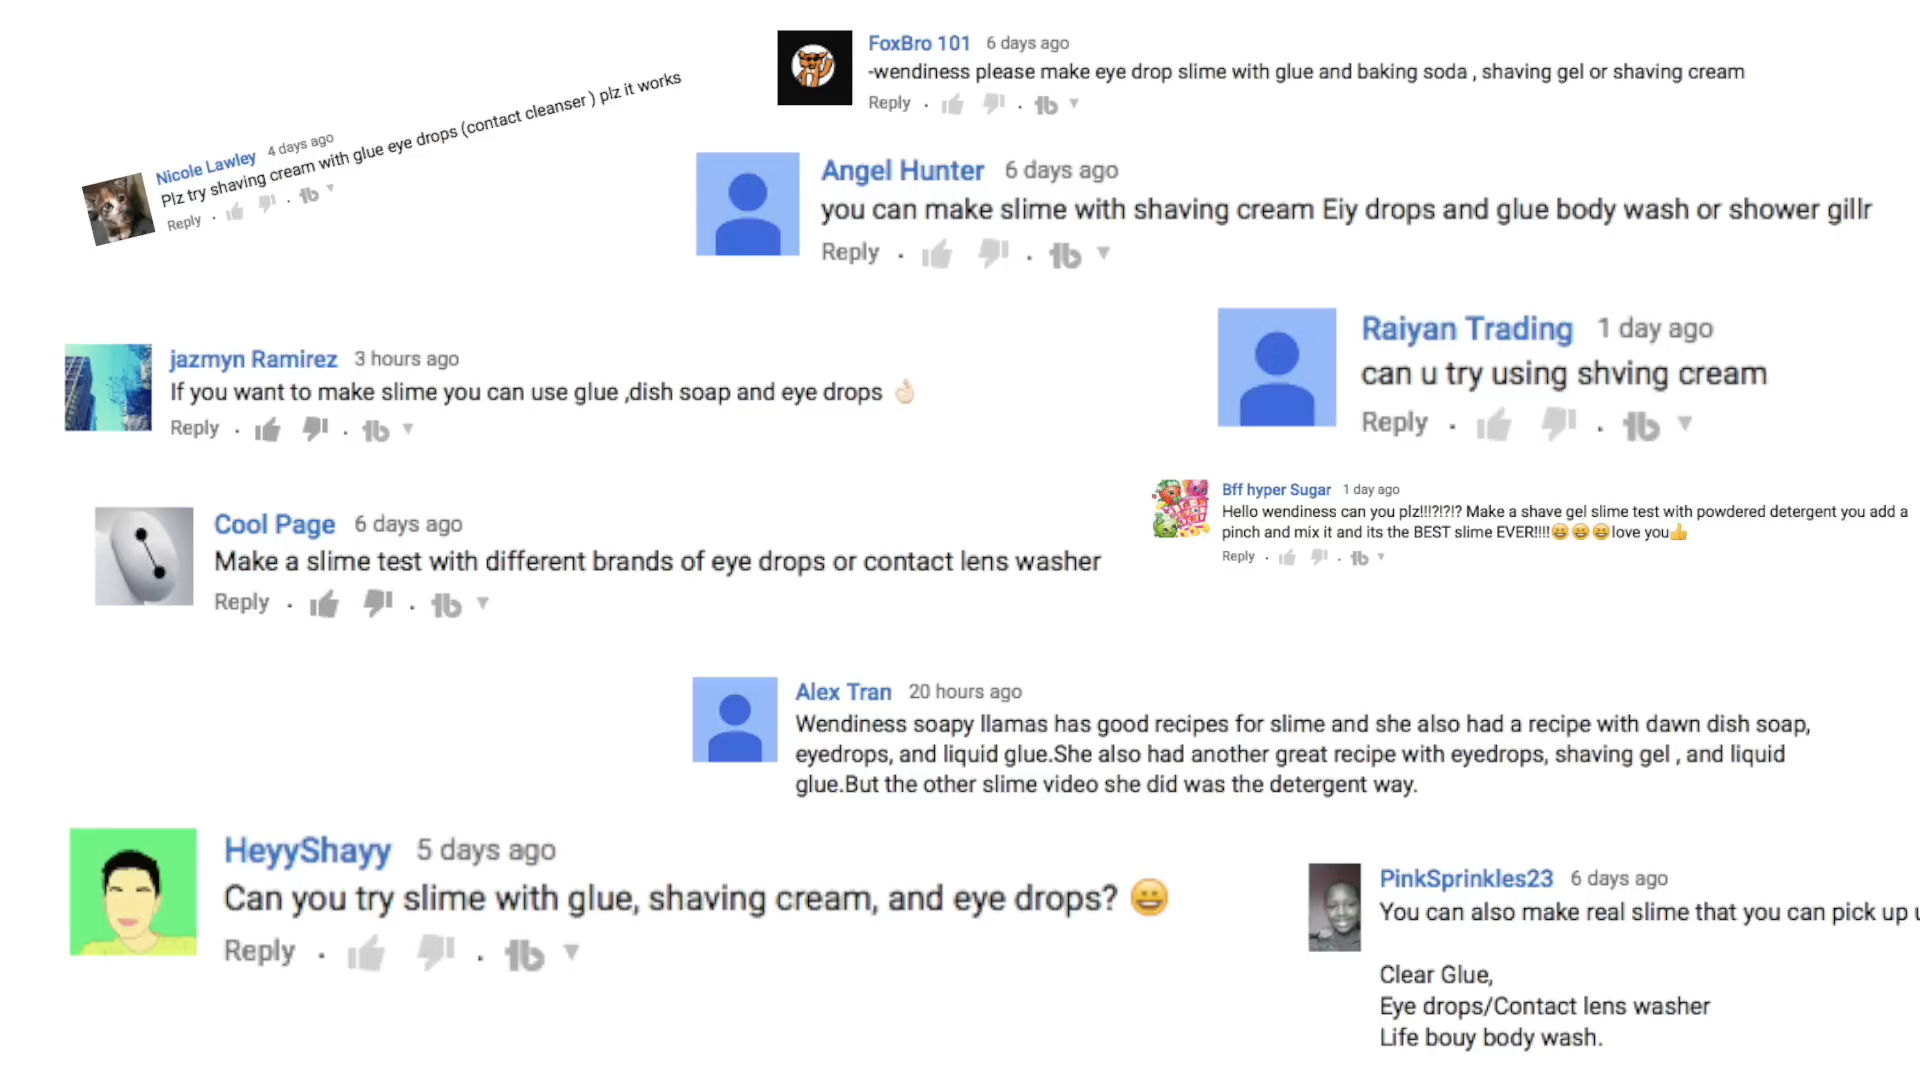 FoxBro 101 6 days ago
-wendiness please make eye drop slime with glue and baking soda , shaving gel or shaving cream
Reply
Nicole Lawley 4 days ago
Plz try shaving cream with glue eye drops (contact cleanser ) plz it works
Reply
Angel Hunter 6 days ago
you can make slime with shaving cream Eiy drops and glue body wash or shower gillr
Reply
jazmyn Ramirez 3 hours ago
If you want to make slime you can use glue ,dish soap and eye drops 👌🏻
Reply
Raiyan Trading 1 day ago
can u try using shving cream
Reply
Cool Page 6 days ago
Make a slime test with different brands of eye drops or contact lens washer
Reply
Bff hyper Sugar 1 day ago
Hello wendiness can you plz!!!?!?!? Make a shave gel slime test with powdered detergent you add a
pinch and mix it and its the BEST slime EVER!!!!😄😄😄love you👍
Reply
Alex Tran 20 hours ago
Wendiness soapy llamas has good recipes for slime and she also had a recipe with dawn dish soap,
eyedrops, and liquid glue.She also had another great recipe with eyedrops, shaving gel , and liquid
glue.But the other slime video she did was the detergent way.
HeyyShayy 5 days ago
Can you try slime with glue, shaving cream, and eye drops? 😀
Reply
PinkSprinkles23 6 days ago
You can also make real slime that you can pick up
Clear Glue,
Eye drops/Contact lens washer
Life bouy body wash.